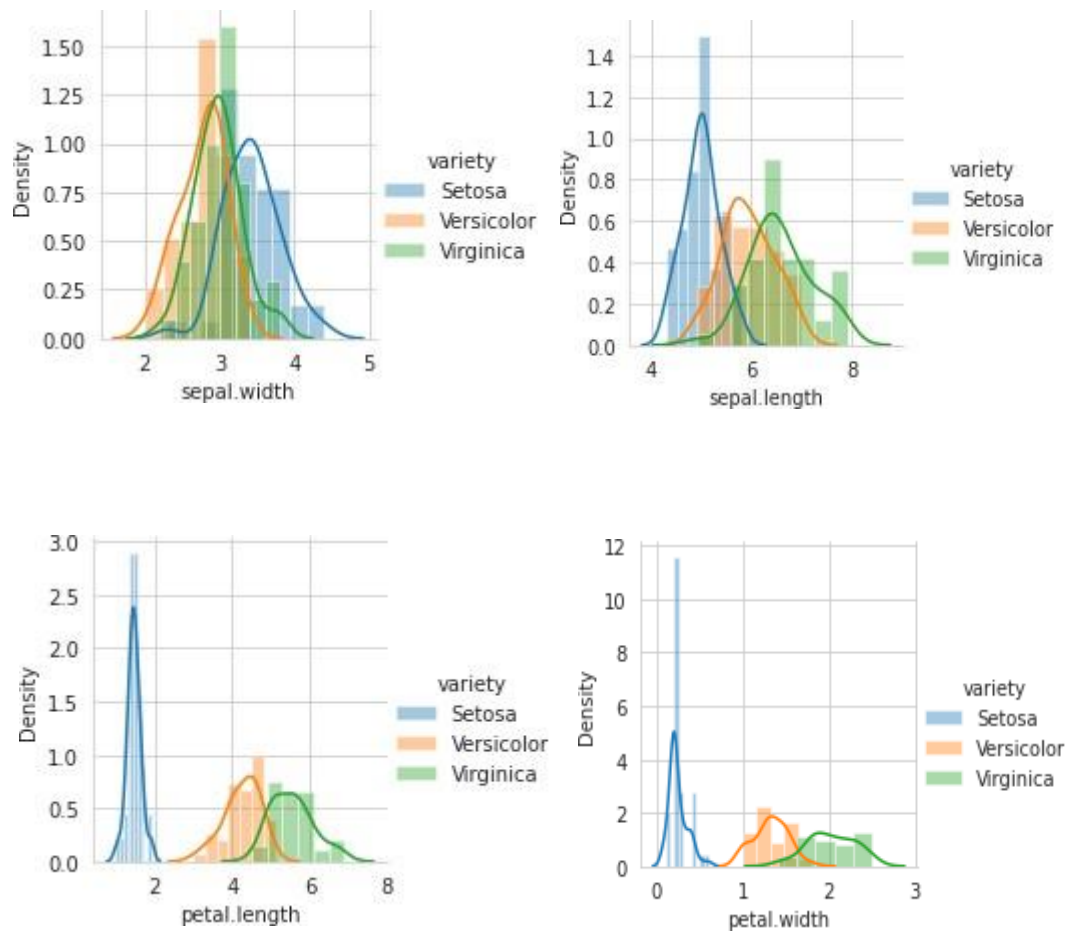 1.50
1.25
1.00
0.75
0.50
0.25
0.00
Density
2 3 4 5
sepal.width
variety
Setosa
Versicolor
Virginica
1.4
1.2
1.0
0.8
0.6
0.4
0.2
0.0
Density
4 6 8
sepal.length
variety
Setosa
Versicolor
Virginica
3.0
2.5
2.0
1.5
1.0
0.5
0.0
Density
2 4 6 8
petal.length
variety
Setosa
Versicolor
Virginica
12
10
8
6
4
2
0
Density
0 1 2 3
petal.width
variety
Setosa
Versicolor
Virginica